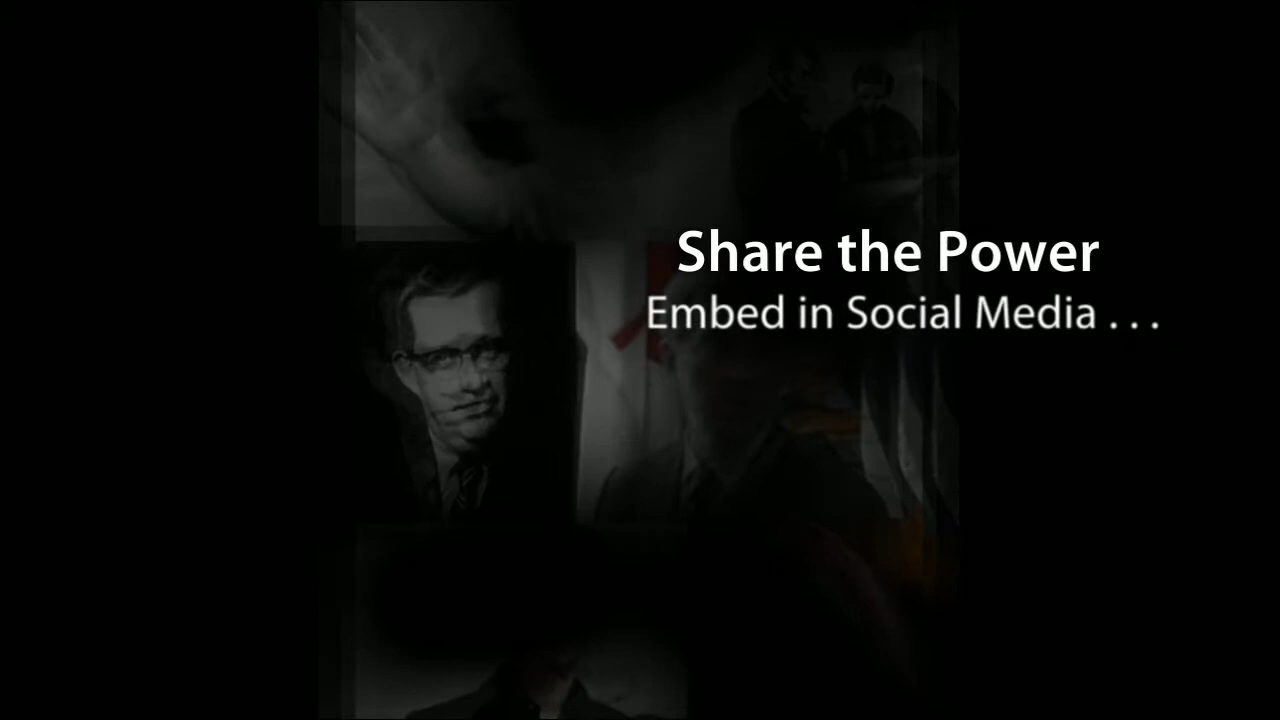 Share the Power
Embed in Social Media . . .